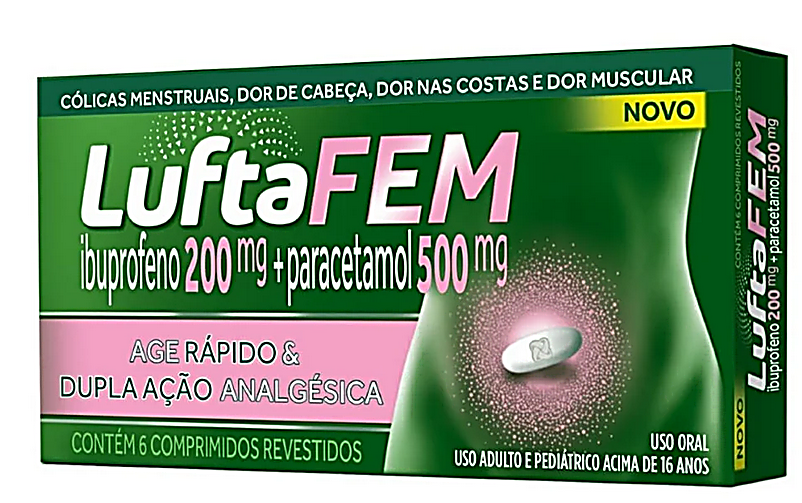 CÓLICAS MENSTRUAIS, DOR DE CABEÇA, DOR NAS COSTAS E DOR MUSCULAR
NOVO
LuftaFEM
ibuprofeno 200 mg + paracetamol 500 mg
AGE RÁPIDO &
DUPLA AÇÃO ANALGÉSICA
CONTÉM 6 COMPRIMIDOS REVESTIDOS
USO ORAL
USO ADULTO E PEDIÁTRICO ACIMA DE 16 ANOS
NOVO
CONTÉM 6 COMPRIMIDOS REVESTIDOS
LuftaFEM
ibuprofeno 200 mg + paracetamol 500 mg